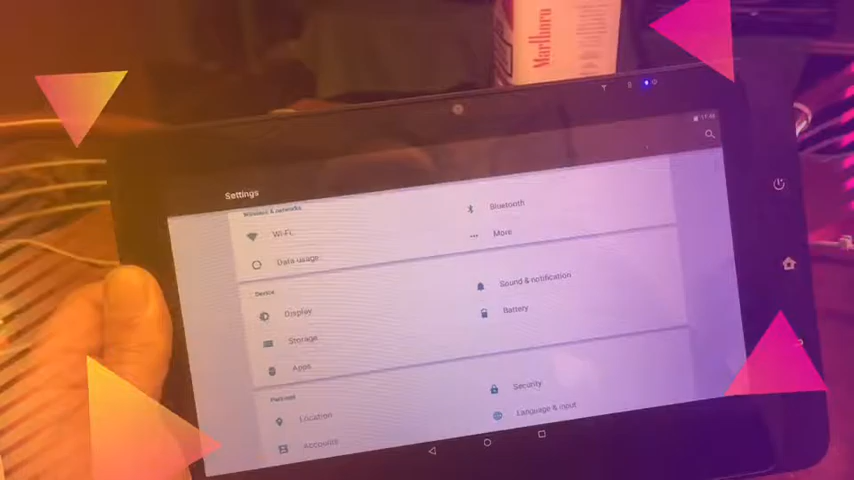 Marlboro
Settings
Wireless & networks
Wi-Fi
Bluetooth
Data usage
More
Device
Display
Sound & notification
Storage
Battery
Apps
Personal
Location
Security
Accounts
Language & input